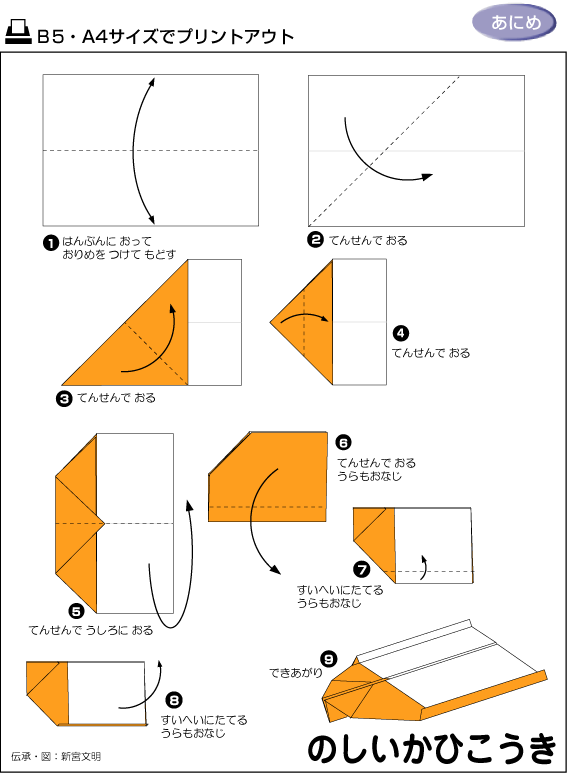 B5・A4サイズでプリントアウト
あにめ
1 はんぶんに おって
おりめを つけて もどす
2 てんせんで おる
3 てんせんで おる
4
てんせんで おる
5
てんせんで うしろに おる
6
てんせんで おる
うらもおなじ
7
すいへいにたてる
うらもおなじ
8
すいへいにたてる
うらもおなじ
9
できあがり
のしいかひこうき
伝承・図：新宮文明